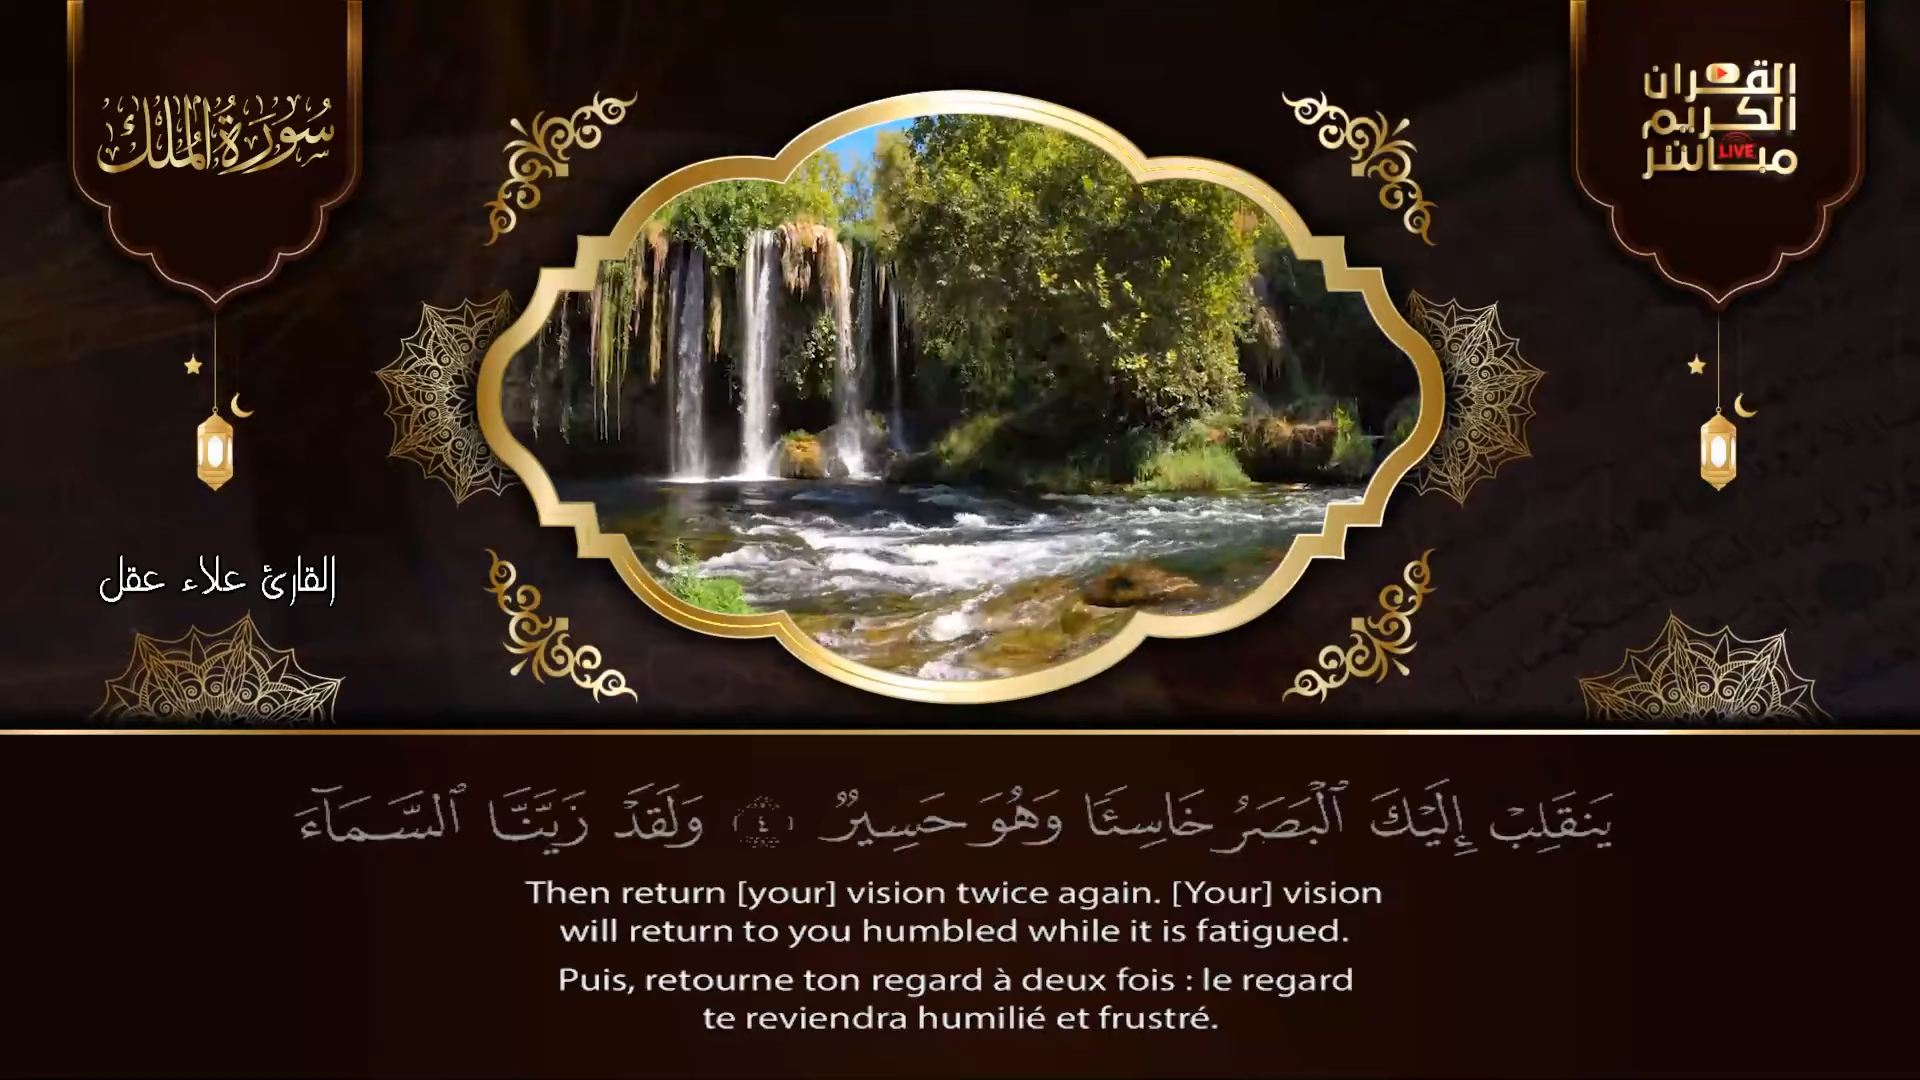 سُورَةُ المُلك
القرآن
الكريم
مباشر
LIVE
القارئ علاء عقل
يَنقَلِبْ إِلَيْكَ ٱلْبَصَرُ خَاسِئًا وَهُوَ حَسِيرٌ ٤ وَلَقَدْ زَيَّنَّا ٱلسَّمَآءَ
Then return [your] vision twice again. [Your] vision
will return to you humbled while it is fatigued.
Puis, retourne ton regard à deux fois : le regard
te reviendra humilié et frustré.